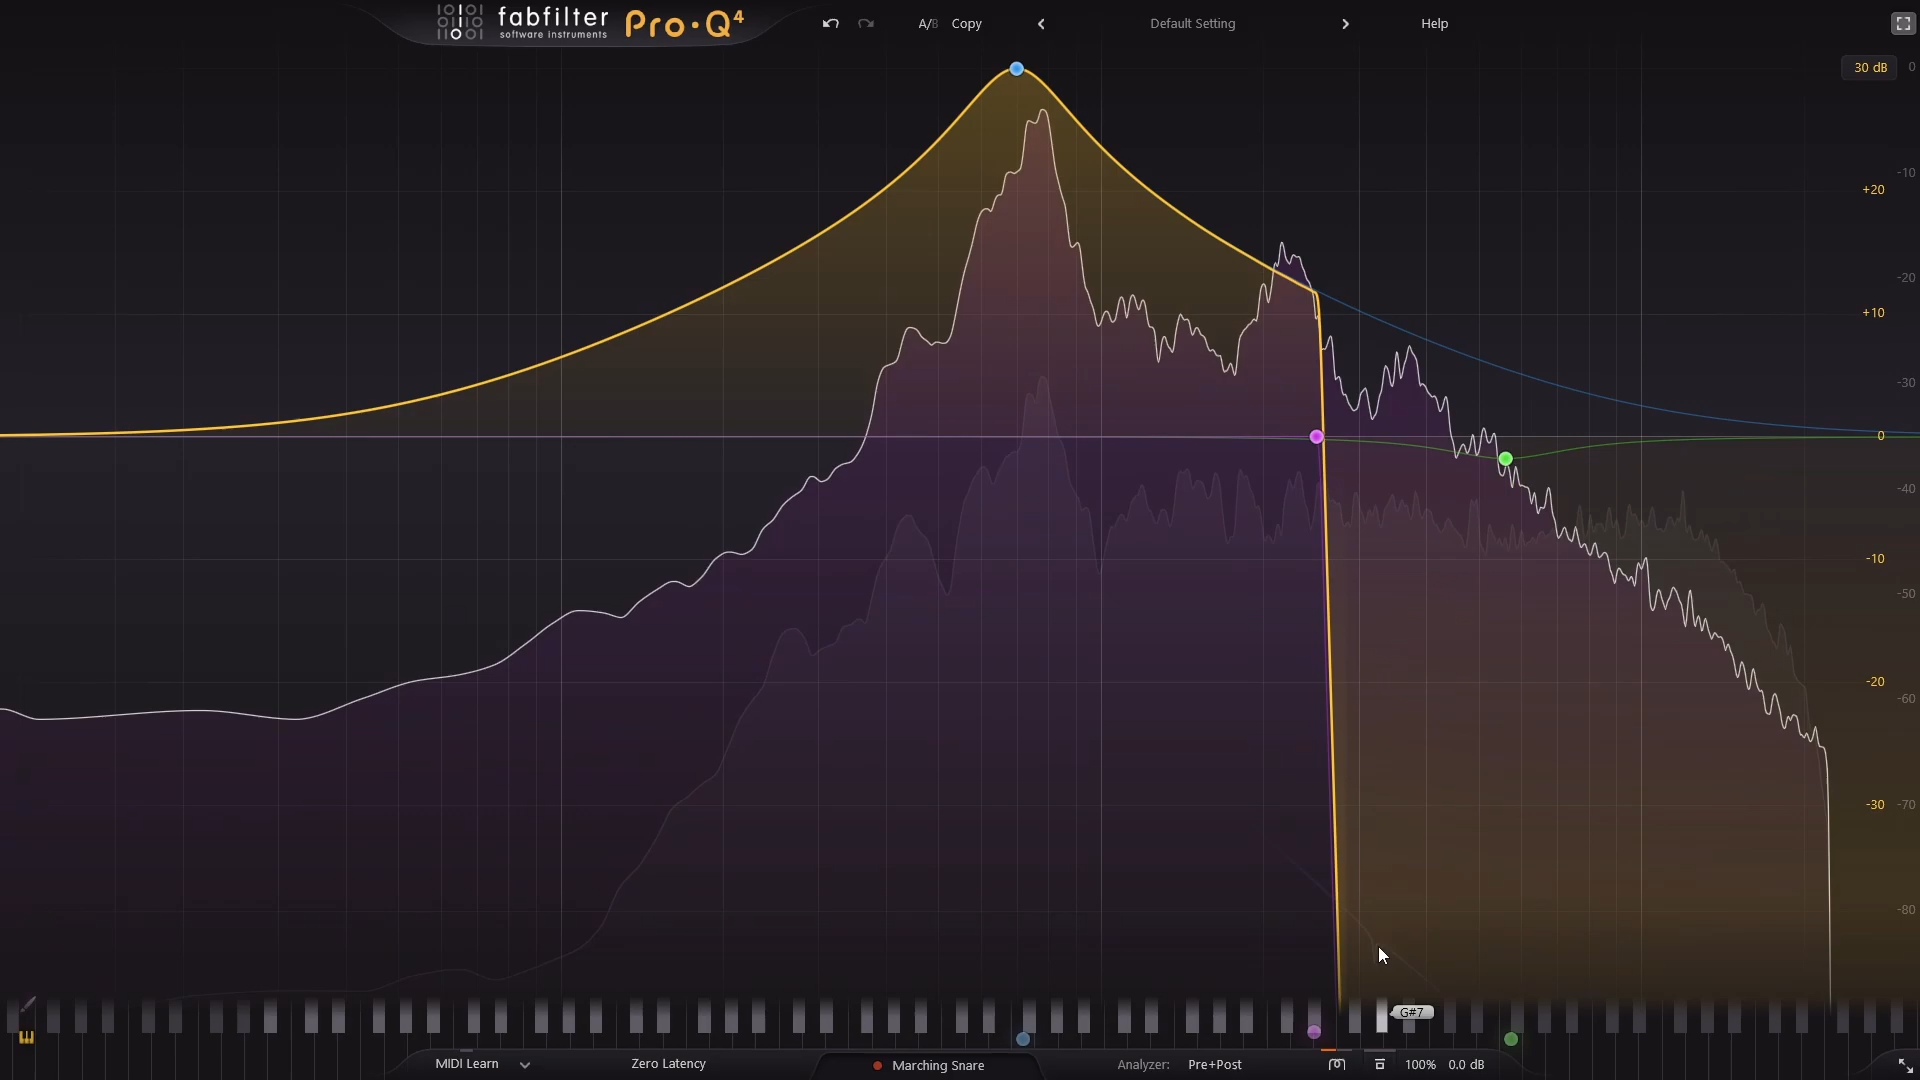 fabfilter
software instruments
Pro·Q4
A/B
Copy
Default Setting
Help
30 dB
0
-10
+20
-20
+10
-30
0
-40
-10
-50
-20
-60
-30
-70
-80
G#7
MIDI Learn
Zero Latency
Marching Snare
Analyzer:
Pre+Post
100%
0.0 dB